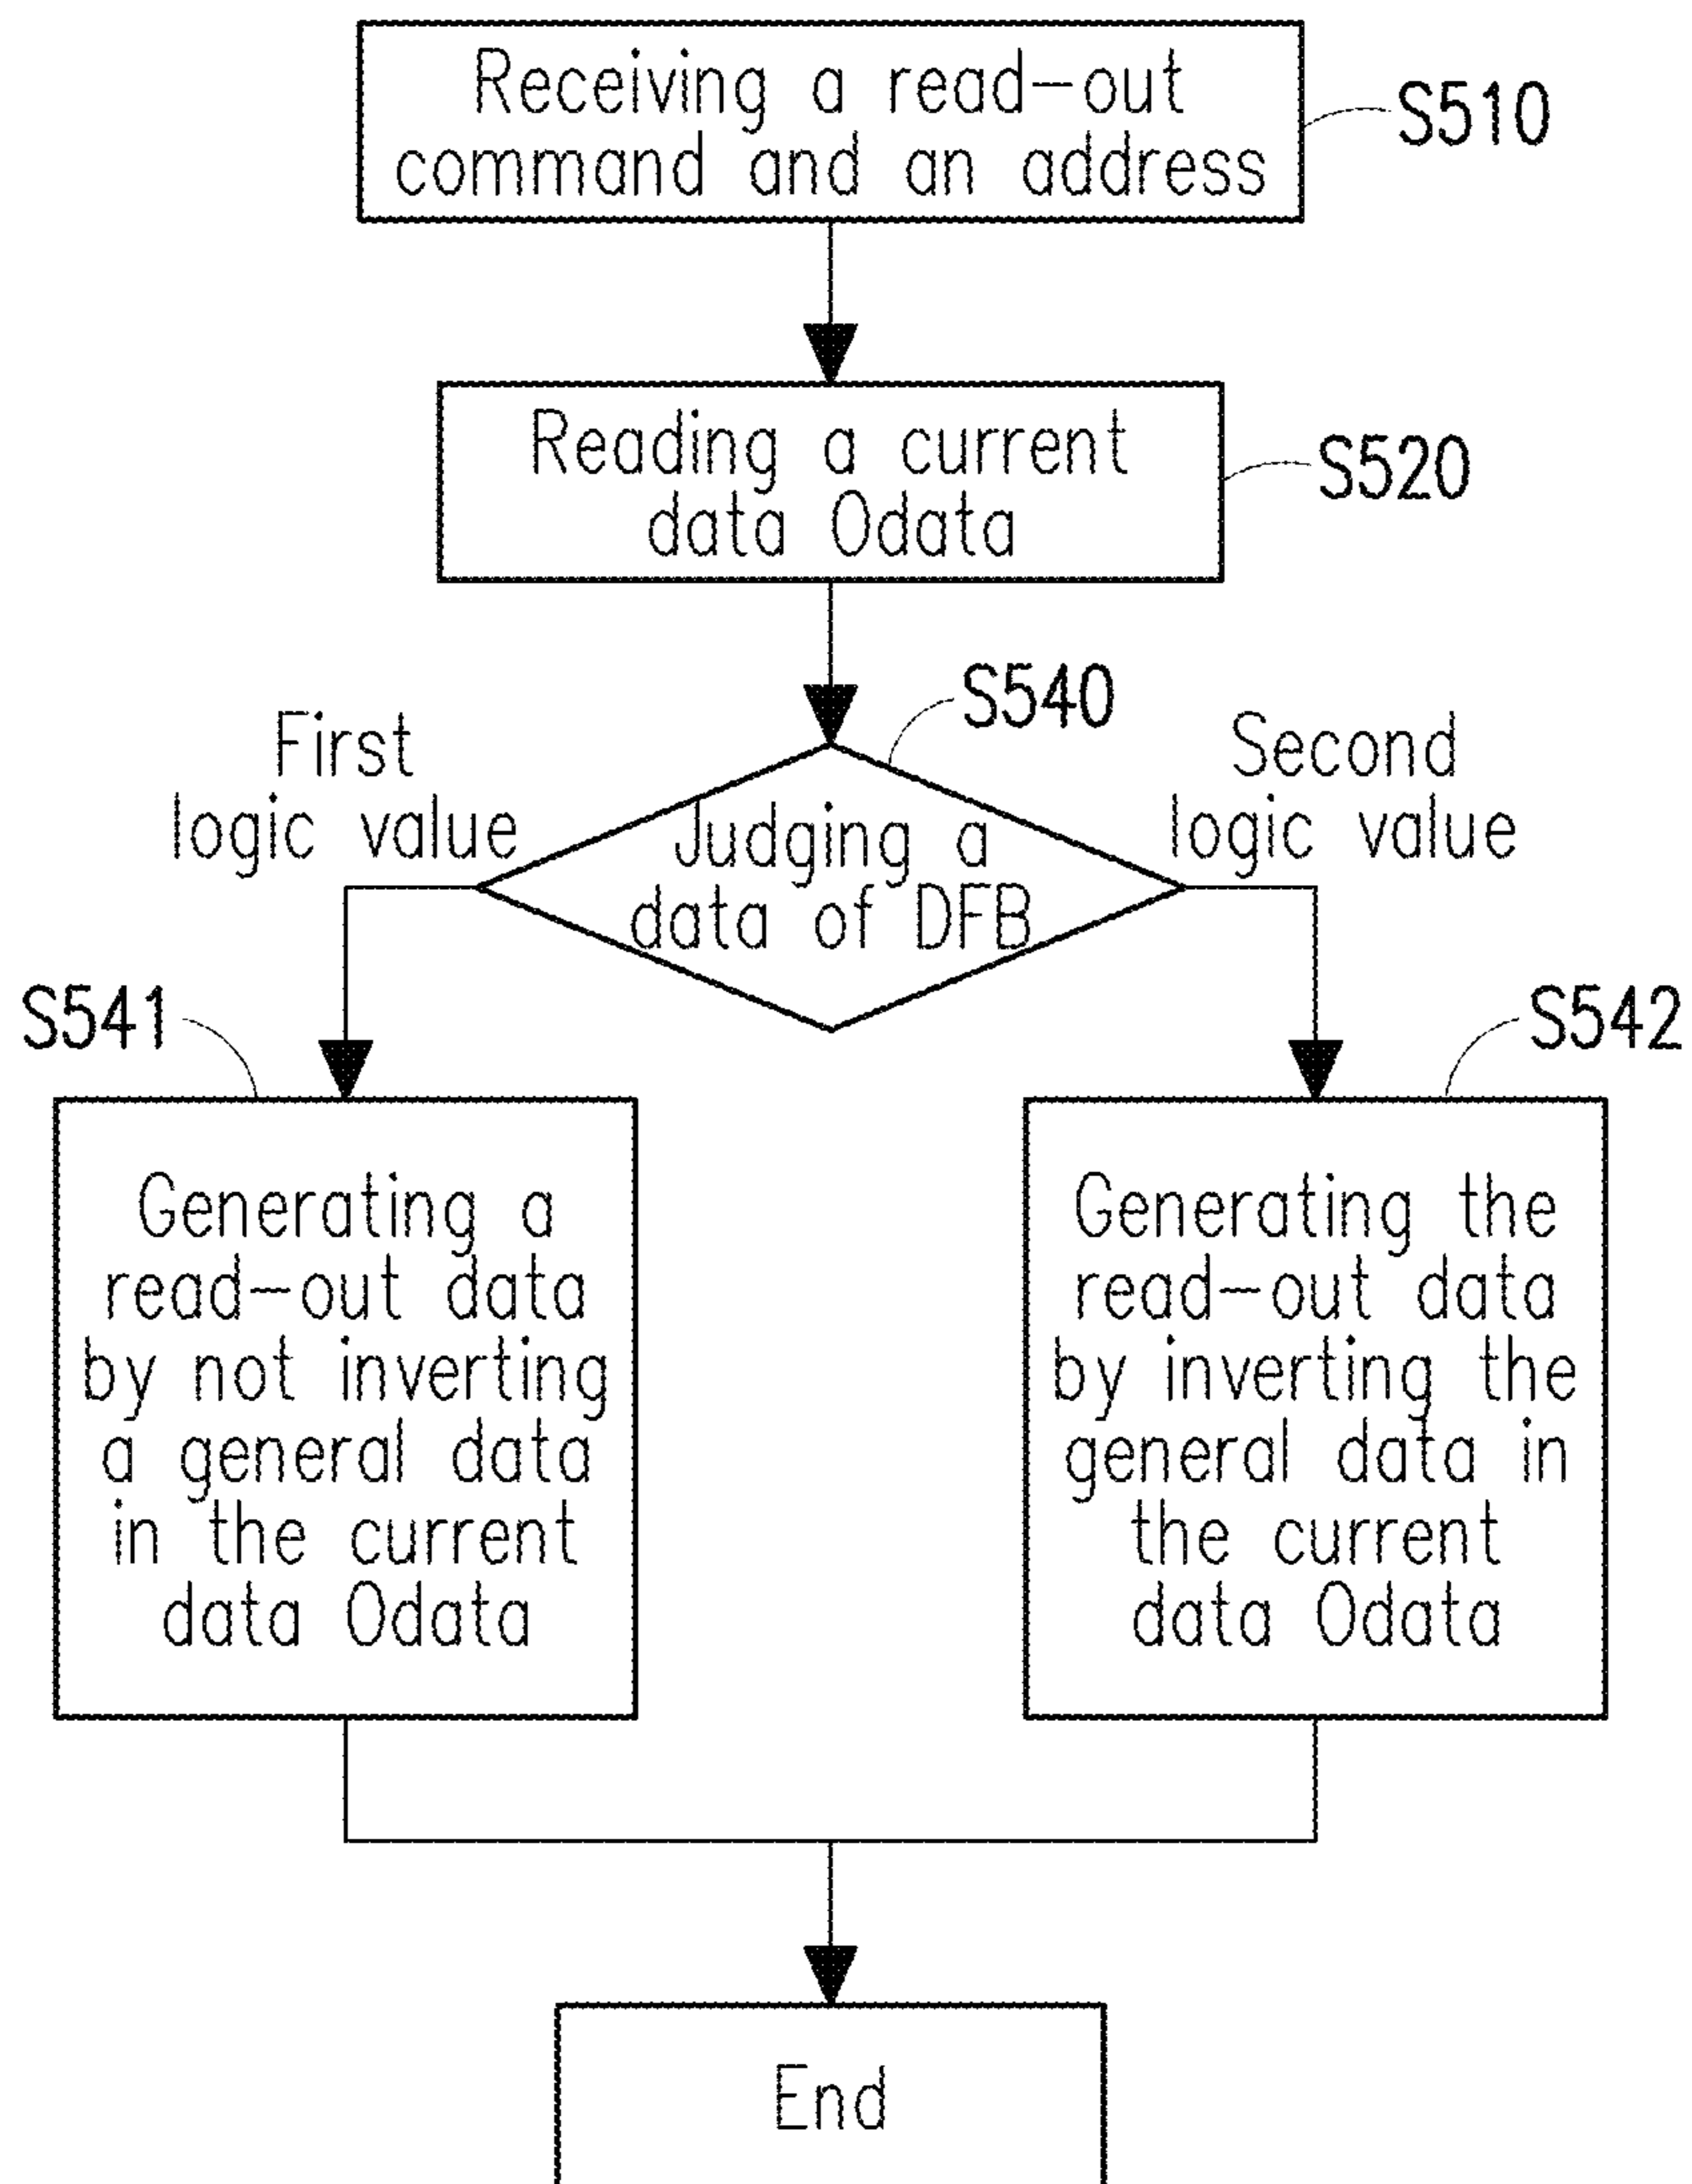 Receiving a read-out
command and an address
S510
Reading a current
data Odata
S520
S540
First
logic value
Judging a
data of DFB
Second
logic value
S541
S542
Generating a
read-out data
by not inverting
a general data
in the current
data Odata
Generating the
read-out data
by inverting the
general data in
the current
data Odata
End